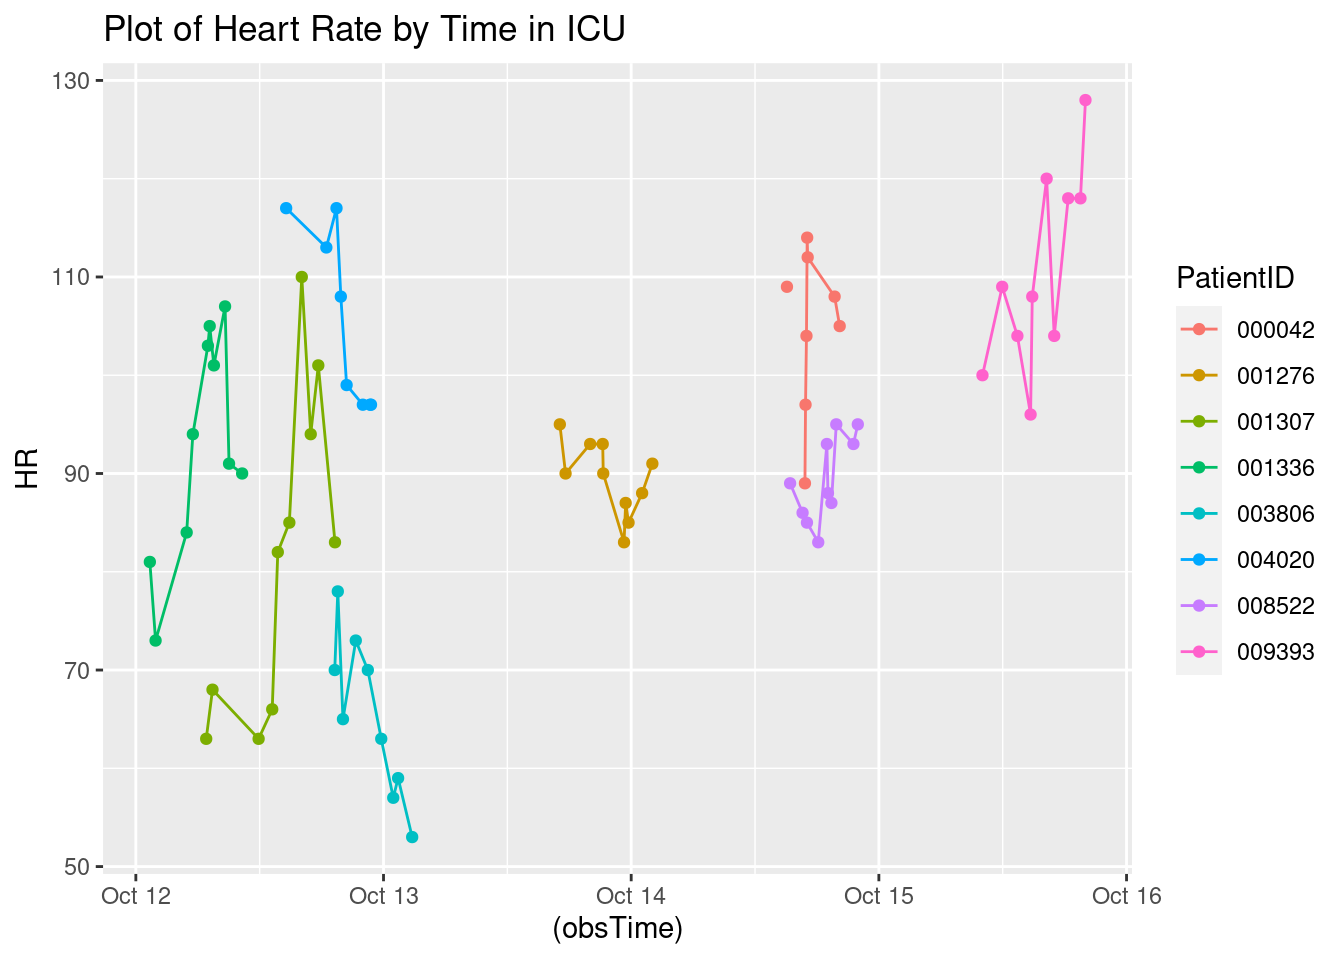 Plot of Heart Rate by Time in ICU
130
110
90
70
50
HR
Oct 12
Oct 13
Oct 14
Oct 15
Oct 16
(obsTime)
PatientID
000042
001276
001307
001336
003806
004020
008522
009393